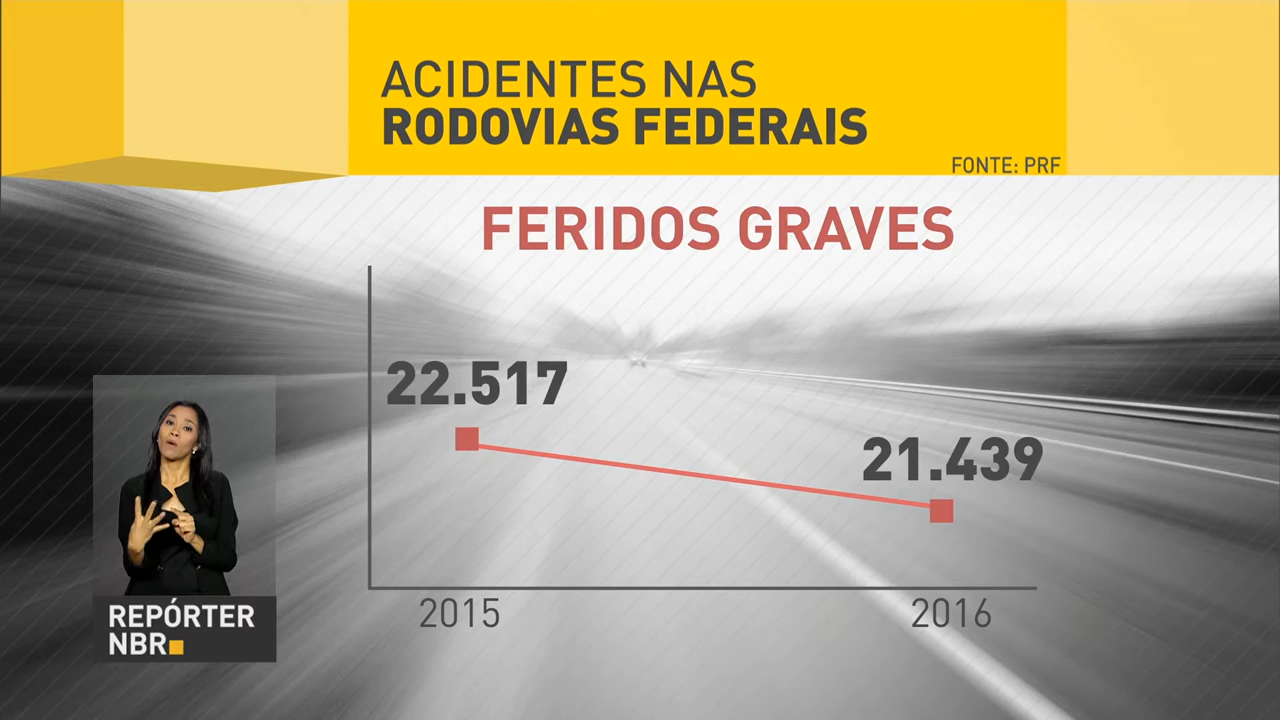 ACIDENTES NAS
RODOVIAS FEDERAIS
FONTE: PRF
FERIDOS GRAVES
22.517
21.439
2015
2016
REPÓRTER
NBR